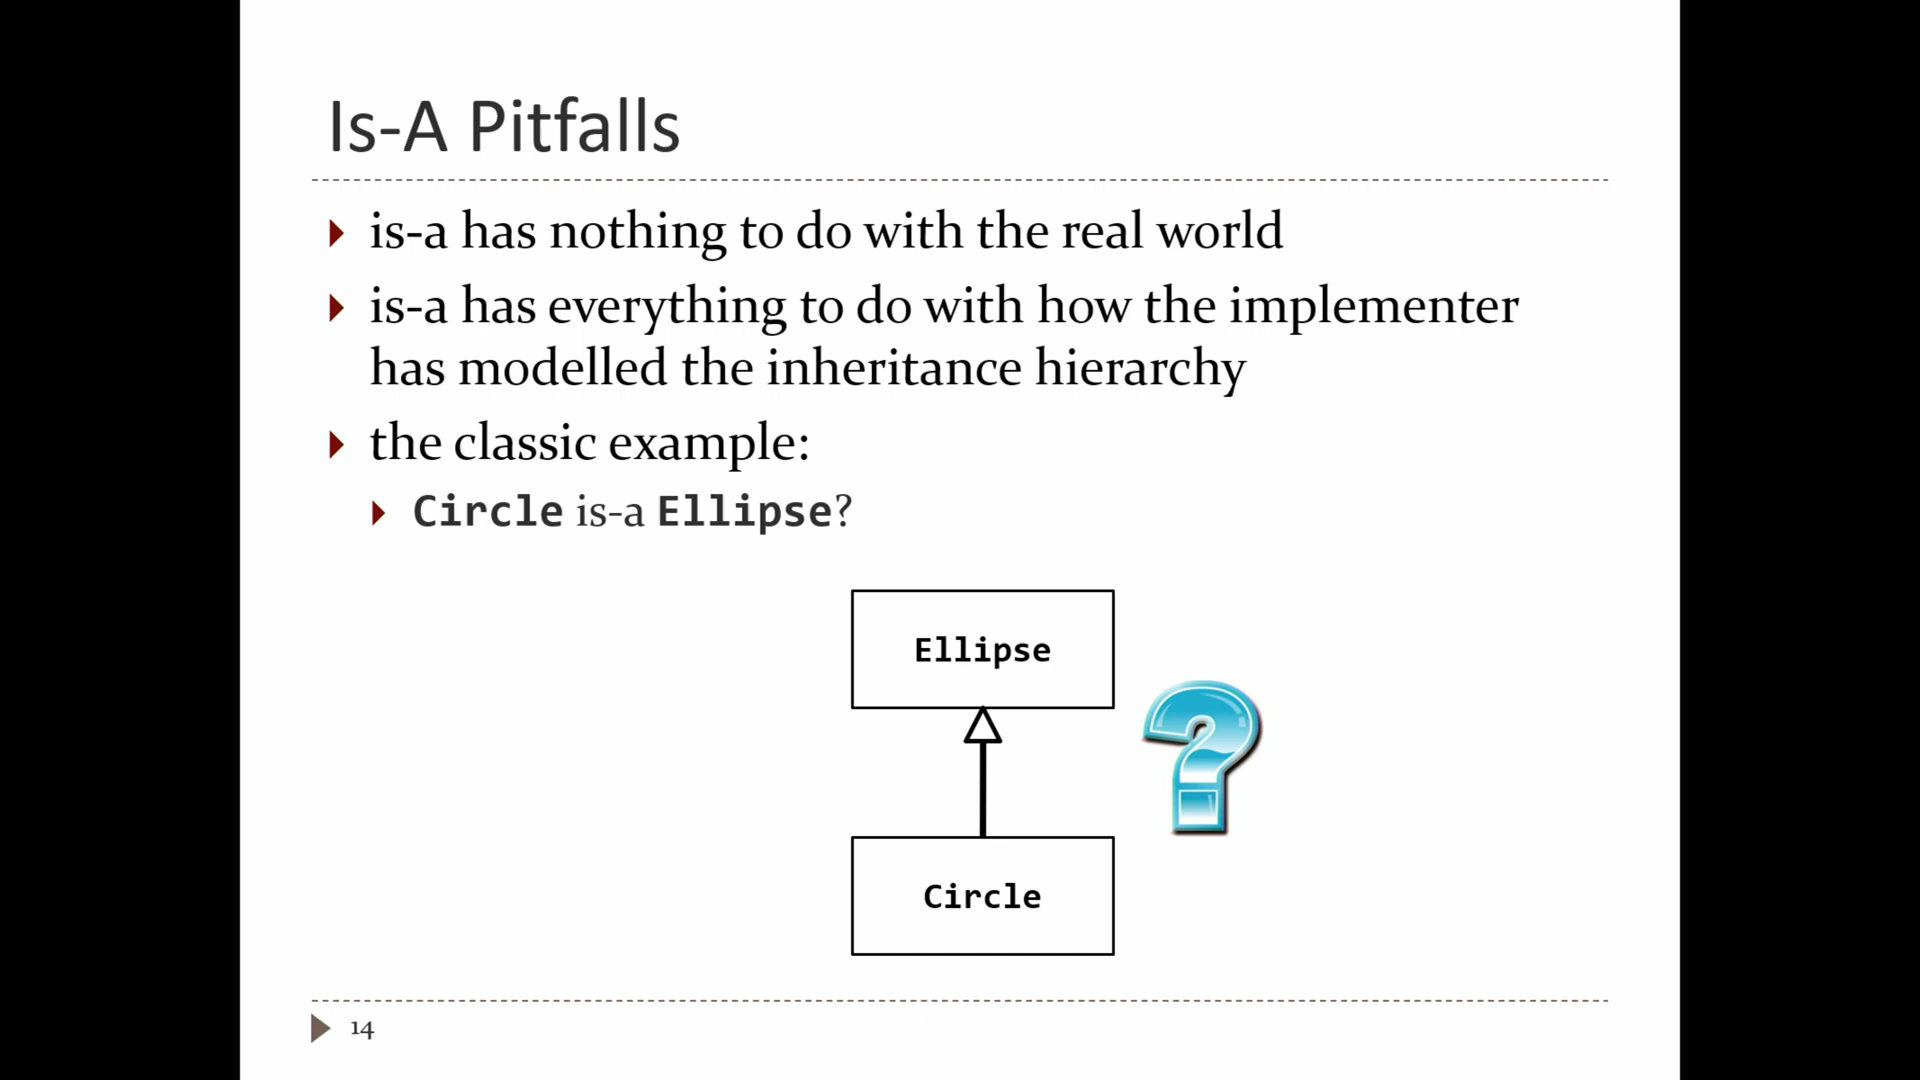 Is-A Pitfalls
is-a has nothing to do with the real world
is-a has everything to do with how the implementer
has modelled the inheritance hierarchy
the classic example:
Circle is-a Ellipse?
Ellipse
?
Circle
14